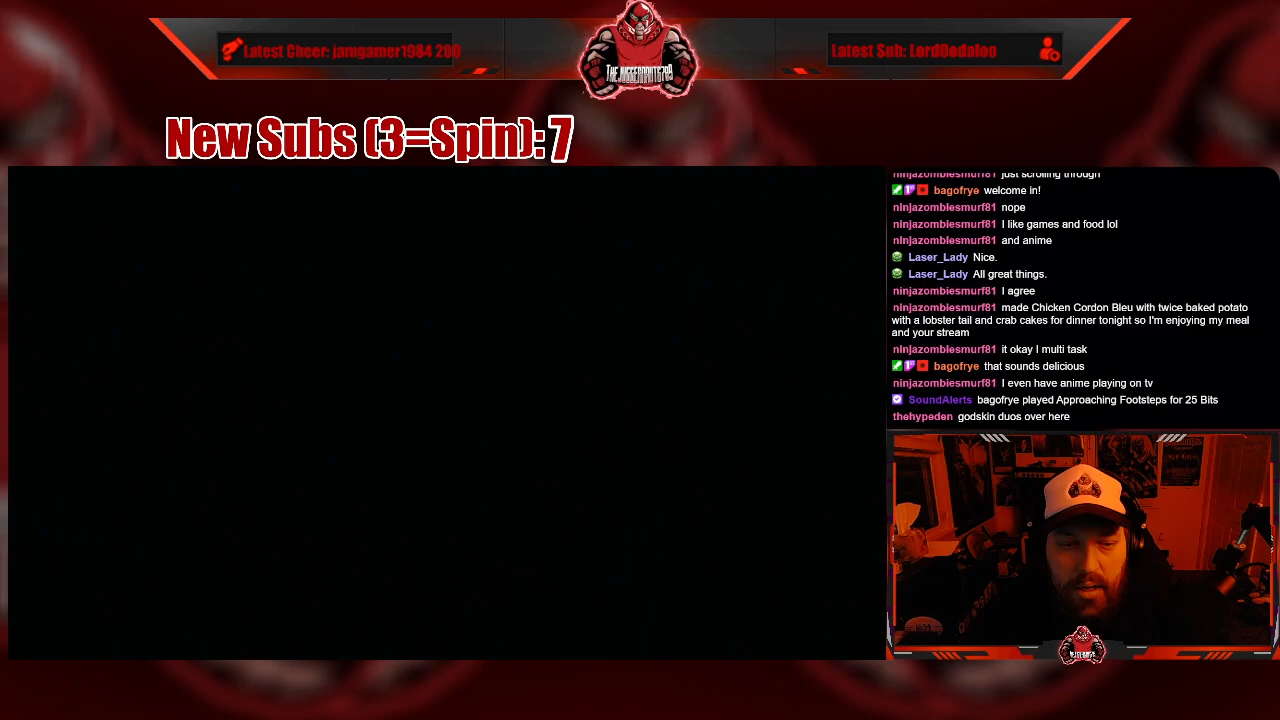 Latest Cheer: jamgamer1984 200
Latest Sub: LordOodaloo
THEJUGGERNAUT6789
New Subs (3=Spin): 7
ninjazombiesmurf81 just scrolling through
bagofrye welcome in!
ninjazombiesmurf81 nope
ninjazombiesmurf81 I like games and food lol
ninjazombiesmurf81 and anime
Laser_Lady Nice.
Laser_Lady All great things.
ninjazombiesmurf81 I agree
ninjazombiesmurf81 made Chicken Cordon Bleu with twice baked potato
with a lobster tail and crab cakes for dinner tonight so I'm enjoying my meal
and your stream
ninjazombiesmurf81 it okay I multi task
bagofrye that sounds delicious
ninjazombiesmurf81 I even have anime playing on tv
SoundAlerts bagofrye played Approaching Footsteps for 25 Bits
thehypeden godskin duos over here